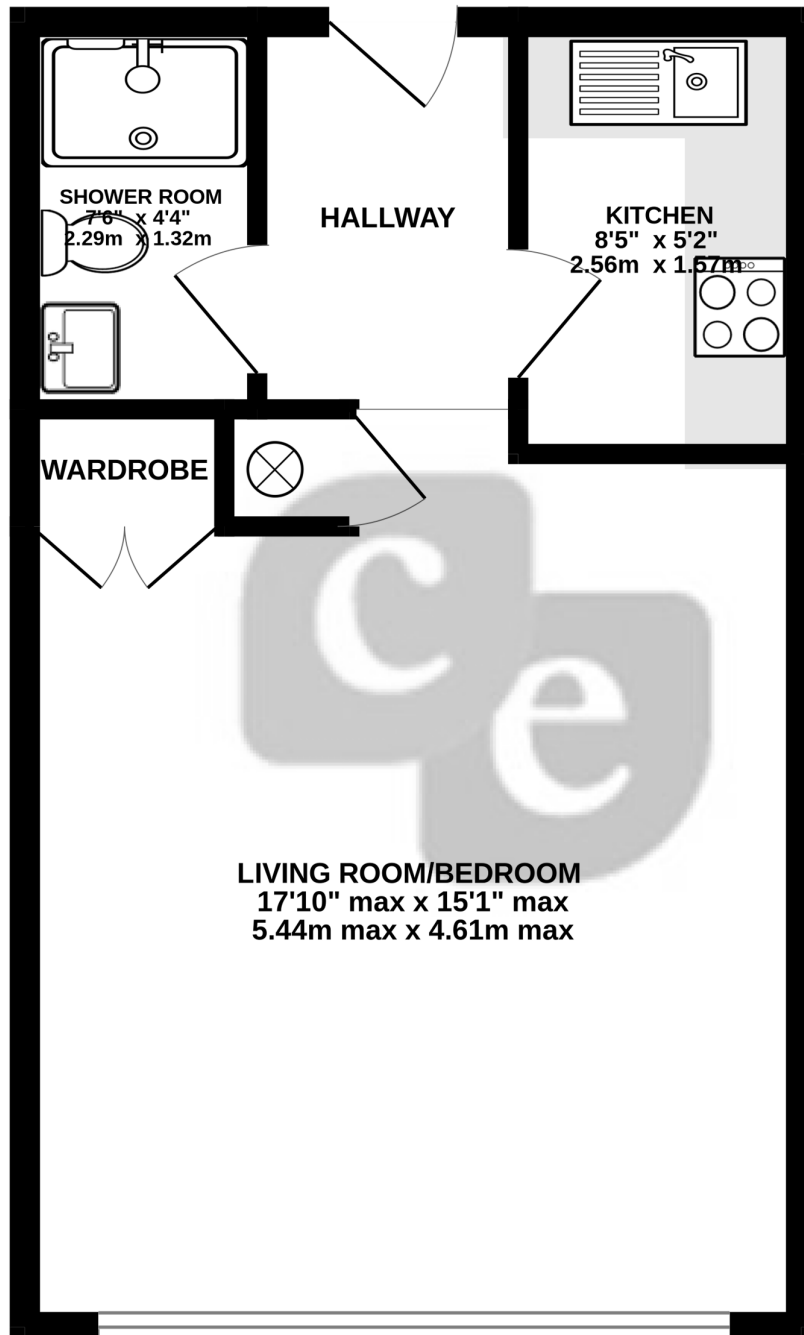 SHOWER ROOM
7'6" x 4'4"
2.29m x 1.32m
HALLWAY
KITCHEN
8'5" x 5'2"
2.56m x 1.57m
WARDROBE
c
e
LIVING ROOM/BEDROOM
17'10" max x 15'1" max
5.44m max x 4.61m max